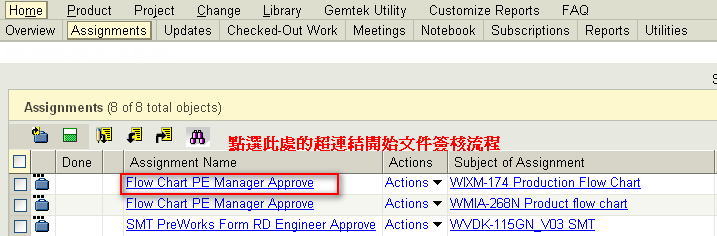 Home Product Project Change Library Gemtek Utility Customize Reports FAQ
Overview Assignments Updates Checked-Out Work Meetings Notebook Subscriptions Reports Utilities
Assignments (8 of 8 total objects)
點選此處的超連結開始文件簽核流程
Done Assignment Name Actions Subject of Assignment
Flow Chart PE Manager Approve Actions WIXM-174 Production Flow Chart
Flow Chart PE Manager Approve Actions WMIA-268N Product flow chart
SMT PreWorks Form RD Engineer Approve Actions WVDK-115GN_V03 SMT